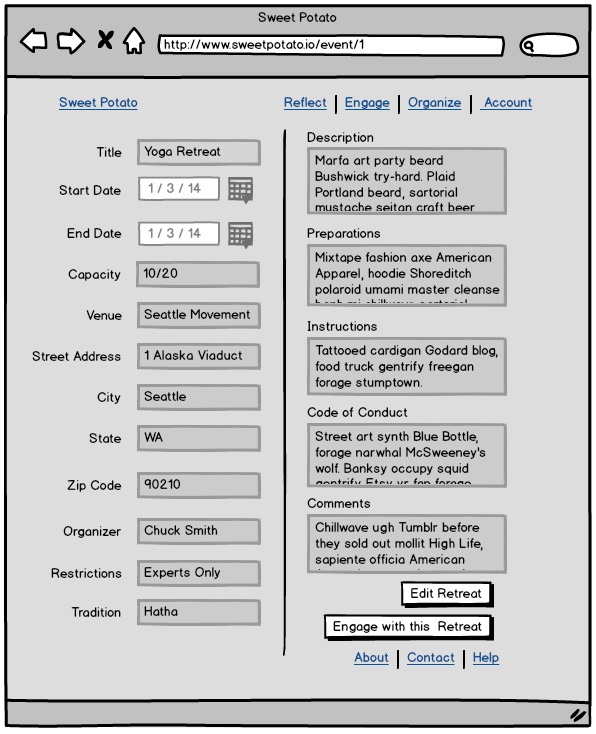 Sweet Potato
http://www.sweetpotato.io/event/1
Sweet Potato
Reflect
Engage
Organize
Account
Title
Yoga Retreat
Start Date
1 / 3 / 14
End Date
1 / 3 / 14
Capacity
10/20
Venue
Seattle Movement
Street Address
1 Alaska Viaduct
City
Seattle
State
WA
Zip Code
90210
Organizer
Chuck Smith
Restrictions
Experts Only
Tradition
Hatha
Description
Marfa art party beard
Bushwick try-hard. Plaid
Portland beard, sartorial
mustache seitan craft beer
Preparations
Mixtape fashion axe American
Apparel, hoodie Shoreditch
polaroid umami master cleanse
Instructions
Tattooed cardigan Godard blog,
food truck gentrify freegan
forage stumptown.
Code of Conduct
Street art synth Blue Bottle,
forage narwhal McSweeney's
wolf. Banksy occupy squid
gentrify Etsy yr fap forage
Comments
Chillwave ugh Tumblr before
they sold out mollit High Life,
sapiente officia American
Edit Retreat
Engage with this Retreat
About
Contact
Help